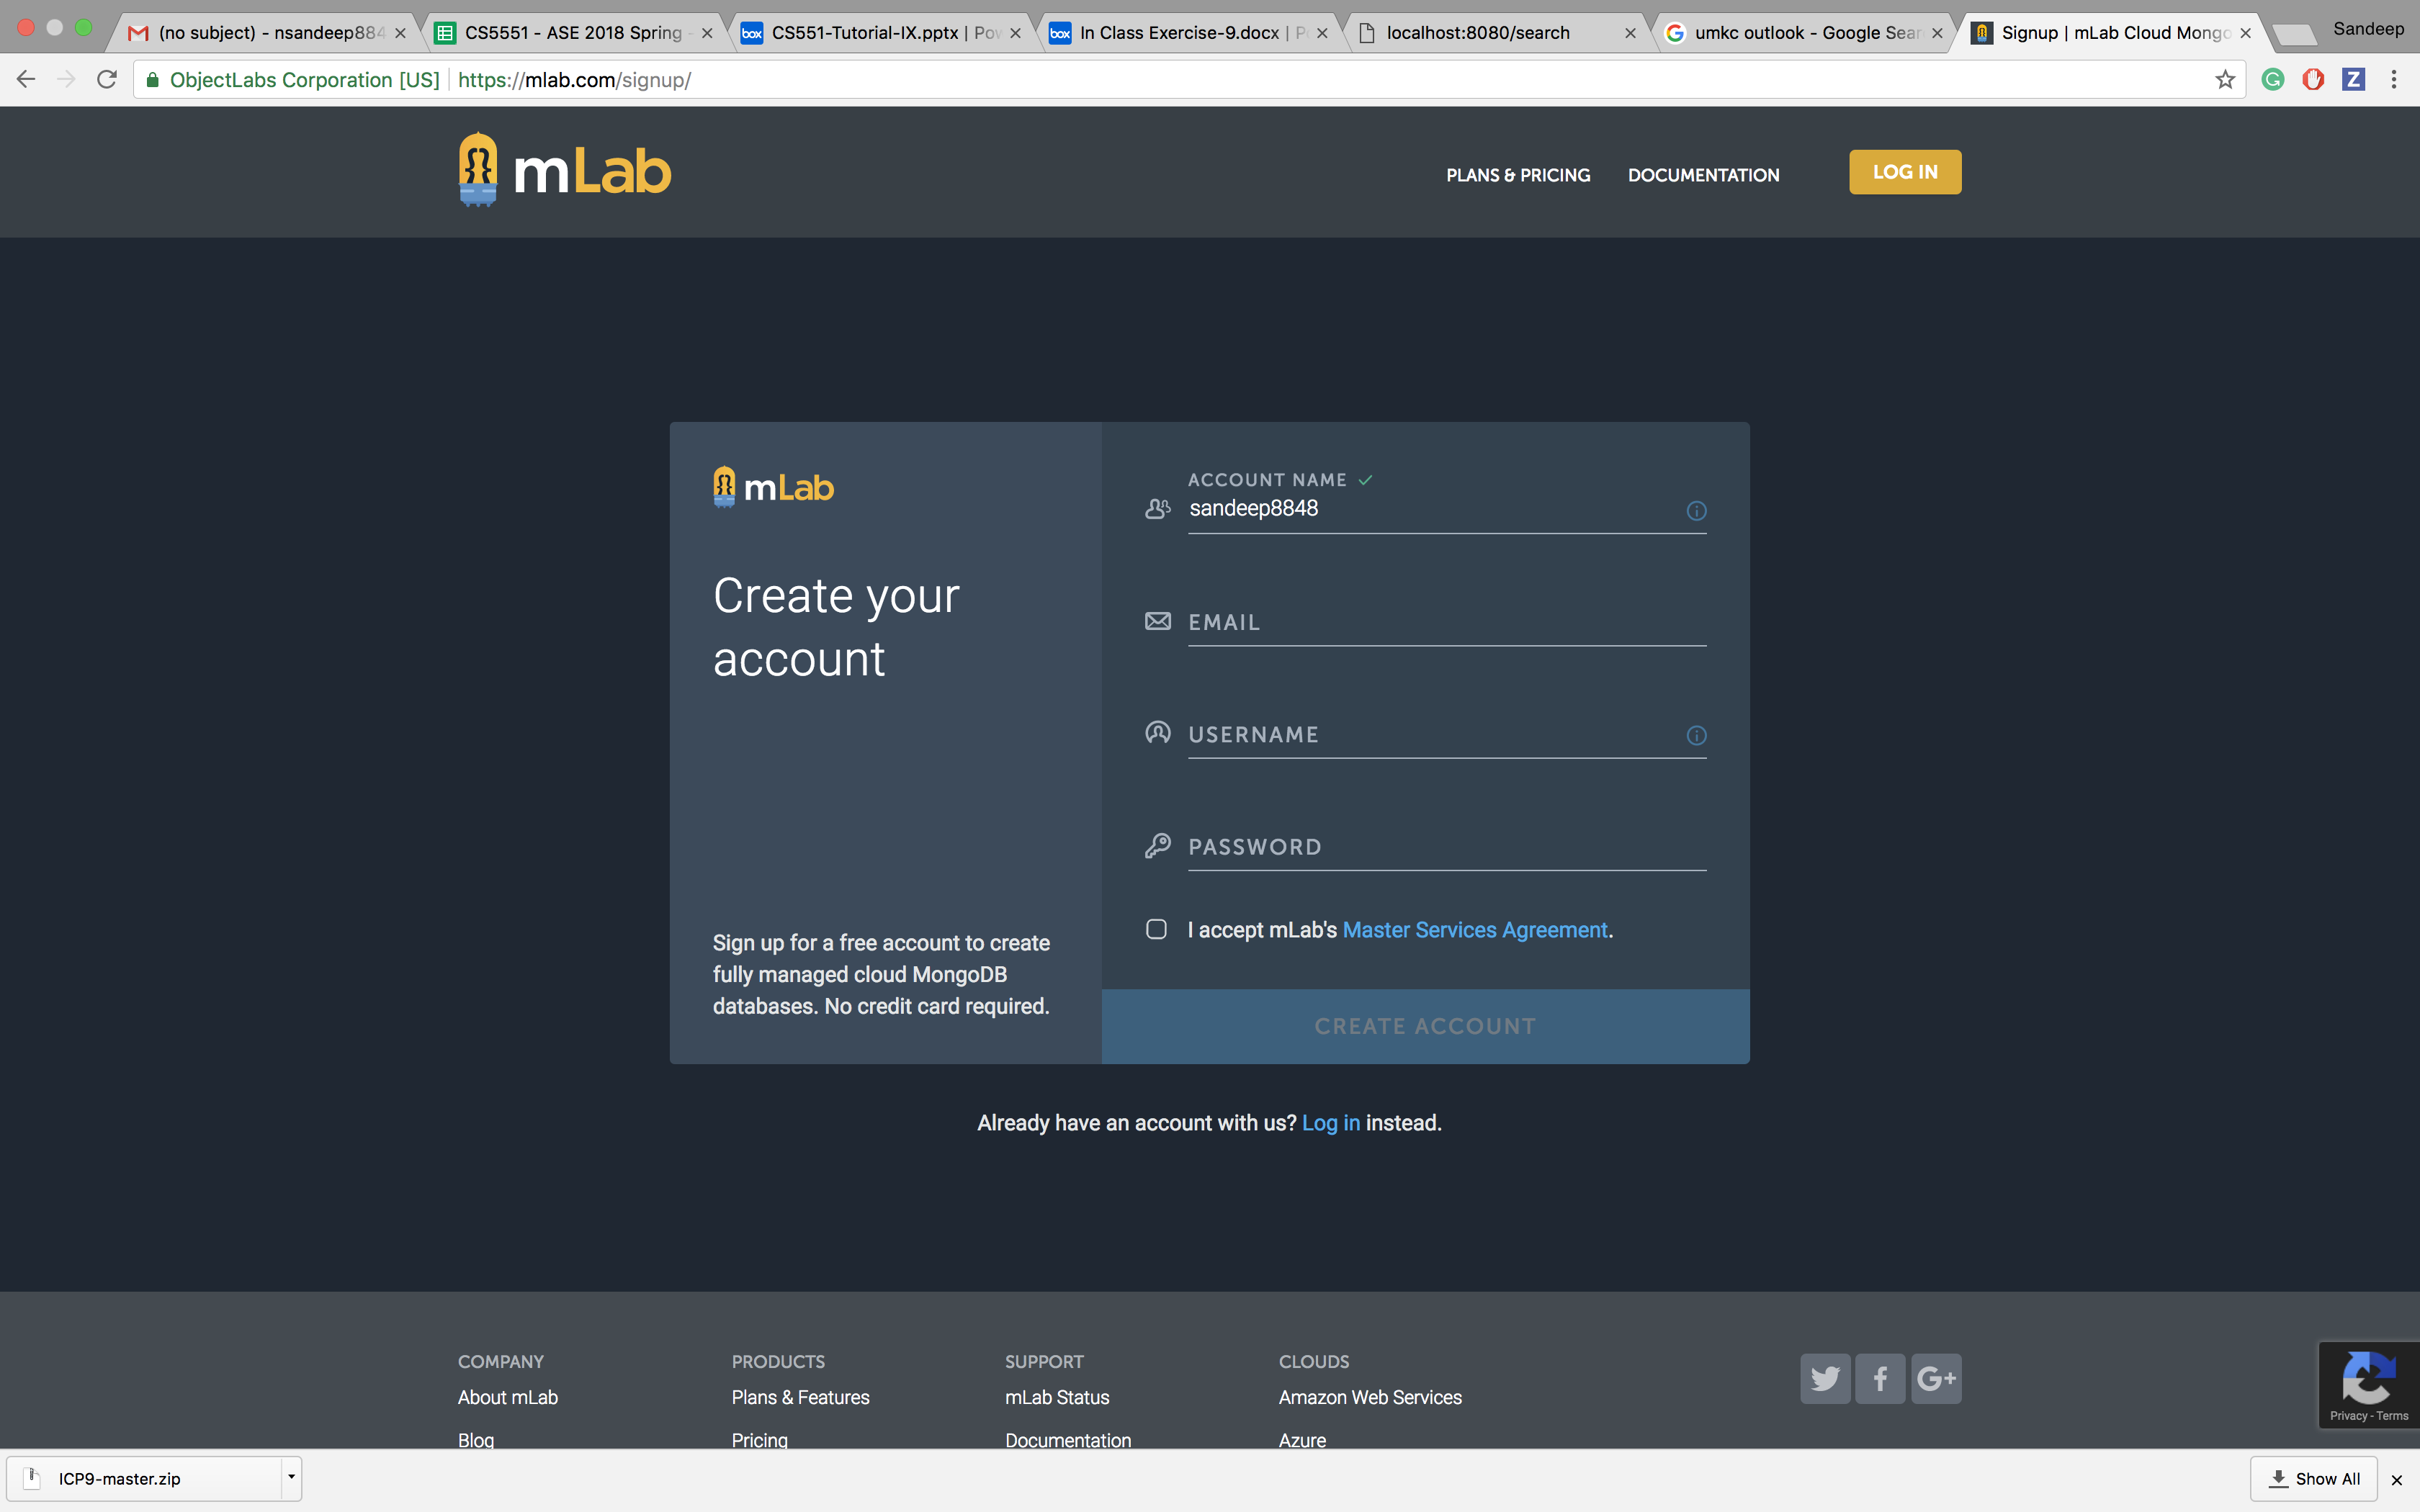 (no subject) - nsandeep884
CS5551 - ASE 2018 Spring -
CS551-Tutorial-IX.pptx | Pow
In Class Exercise-9.docx | P
localhost:8080/search
umkc outlook - Google Sear
Signup | mLab Cloud Mongo
Sandeep
ObjectLabs Corporation [US]
https://mlab.com/signup/
mLab
PLANS & PRICING
DOCUMENTATION
LOG IN
mLab
Create your
account
Sign up for a free account to create
fully managed cloud MongoDB
databases. No credit card required.
ACCOUNT NAME
sandeep8848
EMAIL
USERNAME
PASSWORD
I accept mLab's Master Services Agreement.
CREATE ACCOUNT
Already have an account with us? Log in instead.
COMPANY
About mLab
Blog
PRODUCTS
Plans & Features
Pricing
SUPPORT
mLab Status
Documentation
CLOUDS
Amazon Web Services
Azure
G+
Privacy - Terms
ICP9-master.zip
Show All